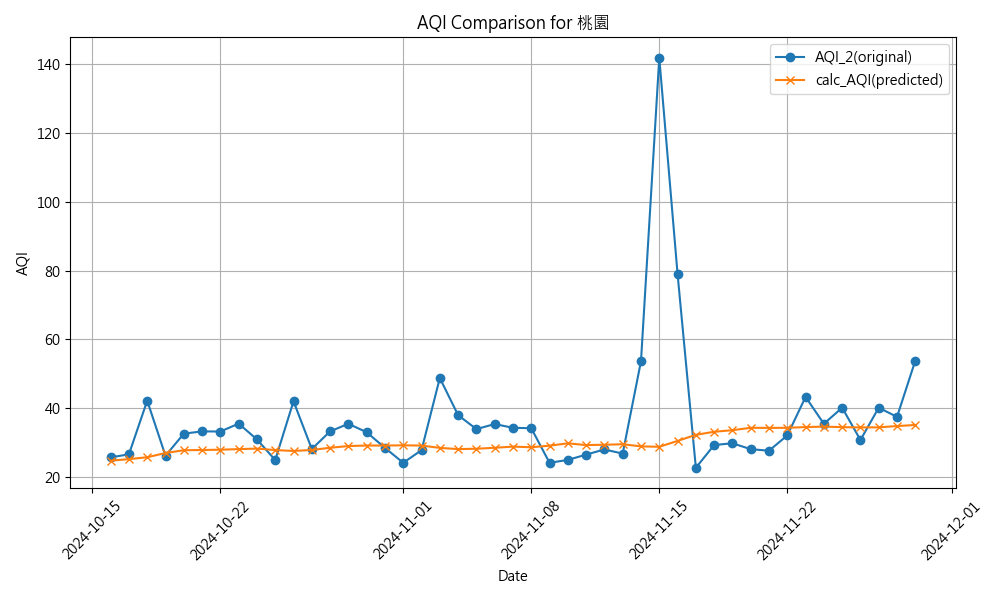 AQI Comparison for 桃園
AQI_2(original)
calc_AQI(predicted)
AQI
140
120
100
80
60
40
20
2024-10-15
2024-10-22
2024-11-01
2024-11-08
2024-11-15
2024-11-22
2024-12-01
Date